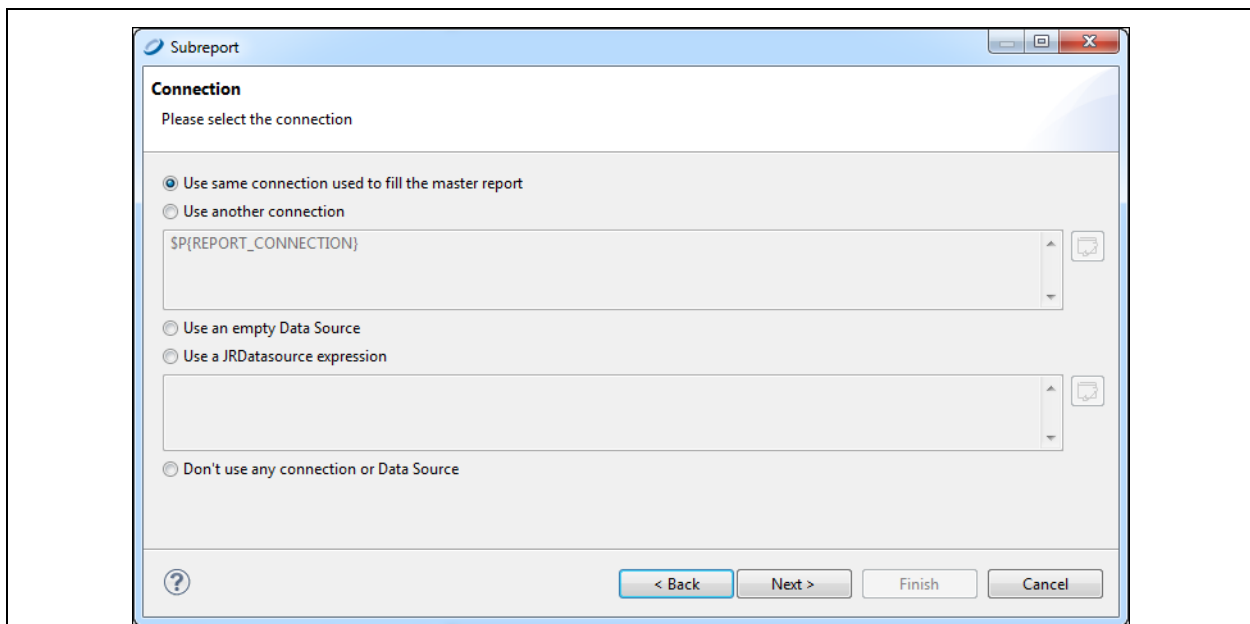 Subreport
Connection
Please select the connection
Use same connection used to fill the master report
Use another connection
$P{REPORT_CONNECTION}
Use an empty Data Source
Use a JRDatasource expression
Don't use any connection or Data Source
? < Back Next > Finish Cancel